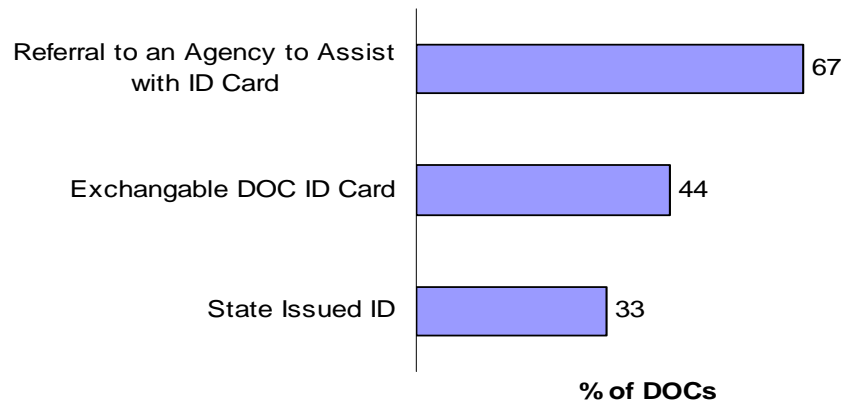 Referral to an Agency to Assist
with ID Card
67
Exchangable DOC ID Card
44
State Issued ID
33
% of DOCs